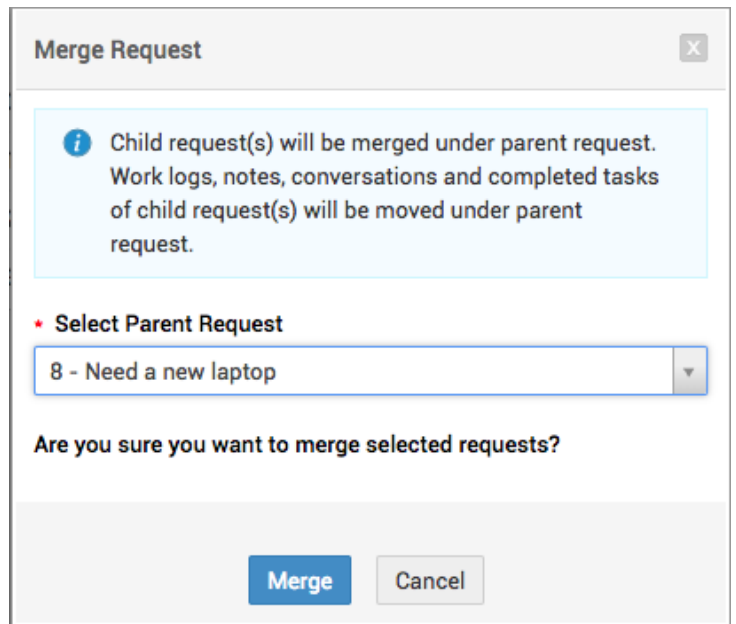 Merge Request
X
i
Child request(s) will be merged under parent request.
Work logs, notes, conversations and completed tasks
of child request(s) will be moved under parent
request.
* Select Parent Request
8 - Need a new laptop
Are you sure you want to merge selected requests?
Merge
Cancel